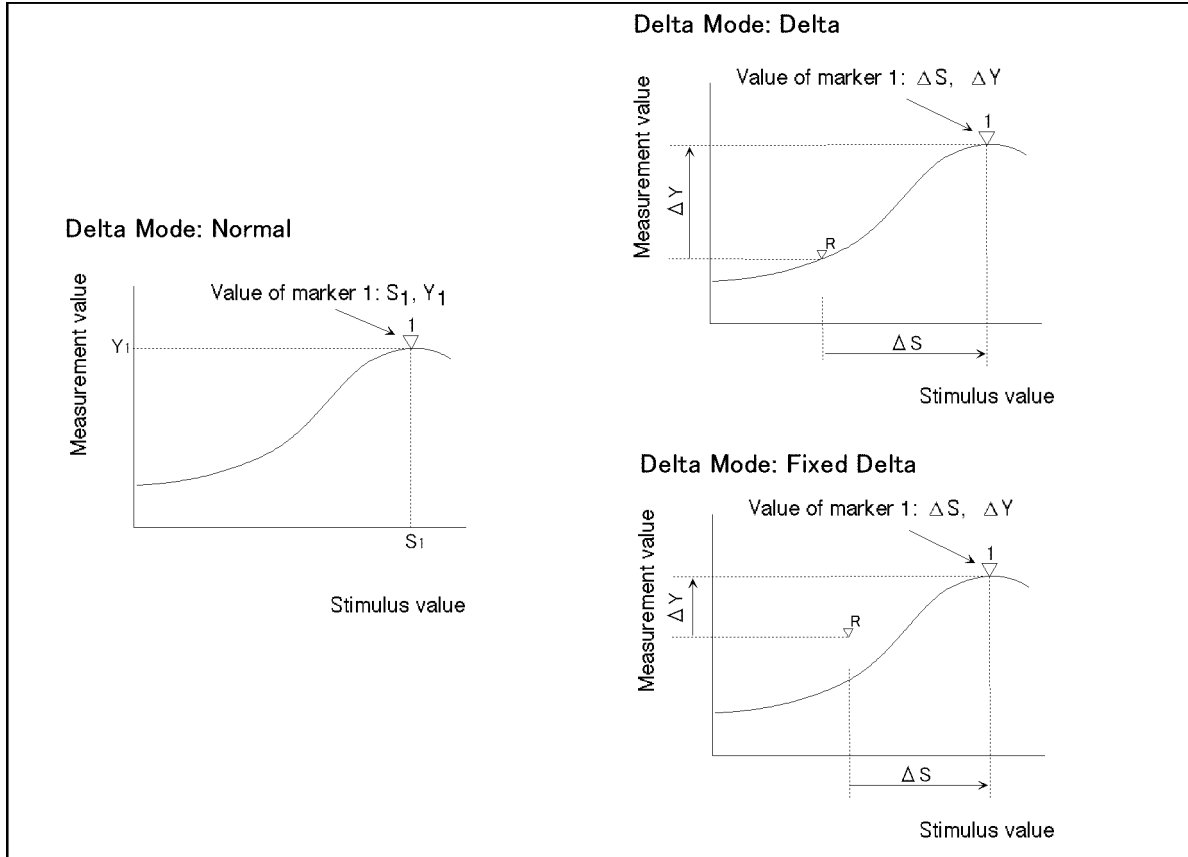 Delta Mode: Normal
Value of marker 1: S₁, Y₁
1
Y₁
Measurement value
S₁
Stimulus value
Delta Mode: Delta
Value of marker 1: ΔS, ΔY
1
Measurement value
ΔY
R
ΔS
Stimulus value
Delta Mode: Fixed Delta
Value of marker 1: ΔS, ΔY
1
Measurement value
ΔY
R
ΔS
Stimulus value